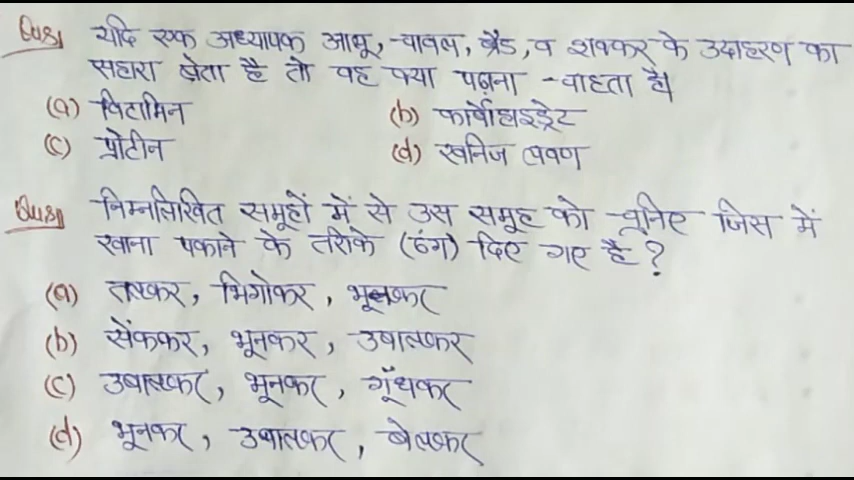 Ques यदि एक अध्यापक आलू, चावल, ब्रैड, व शक्कर के उदाहरण का
सहारा लेता है तो वह क्या पढ़ना चाहता है।
(a) विटामिन (b) कार्बोहाइड्रेट
(c) प्रोटीन (d) खनिज लवण
Ques निम्नलिखित समूहों में से उस समूह को चुनिए जिस में
खाना पकाने के तरीके (ढंग) दिए गए है ?
(a) तलकर, भिगोकर, भूनकर
(b) सेंककर, भूनकर, उबालकर
(c) उबालकर, भूनकर, गूँथकर
(d) भूनकर, उबालकर, बेलकर